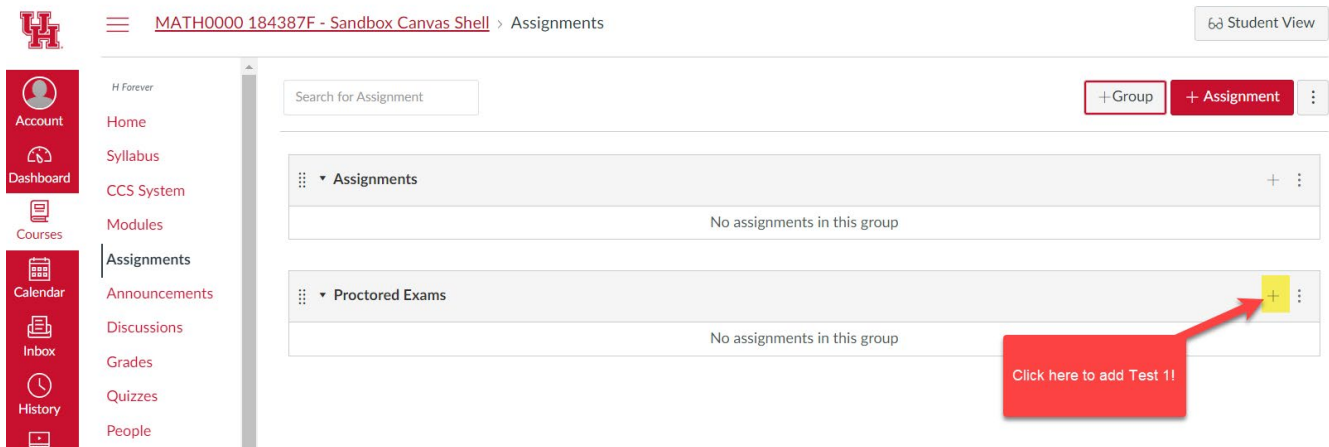 MATH0000 184387F - Sandbox Canvas Shell > Assignments
Student View
Account
Dashboard
Courses
Calendar
Inbox
History
H Forever
Home
Syllabus
CCS System
Modules
Assignments
Announcements
Discussions
Grades
Quizzes
People
Search for Assignment
+Group
+ Assignment
Assignments
No assignments in this group
Proctored Exams
No assignments in this group
Click here to add Test 1!